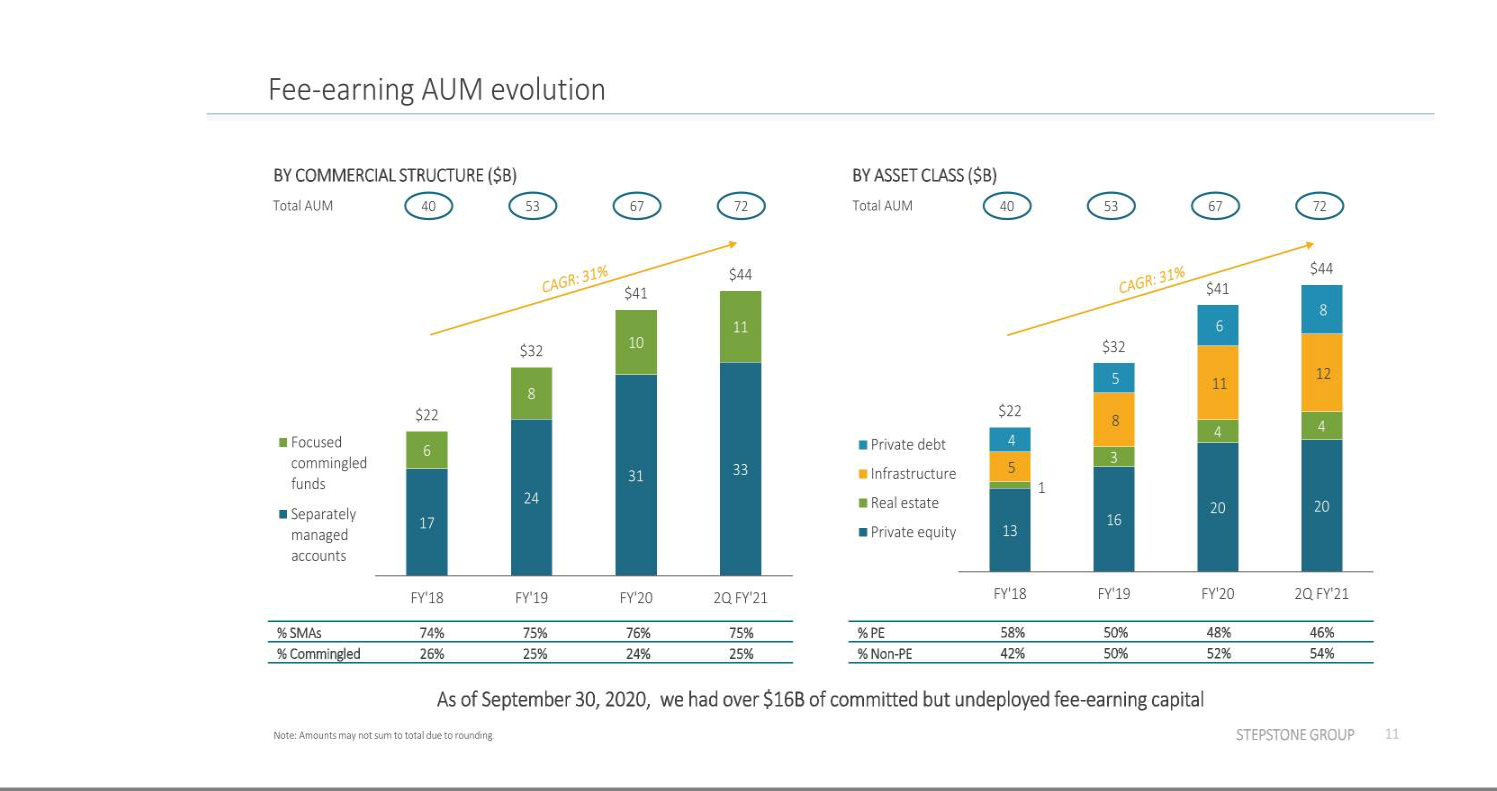 Fee-earning AUM evolution
BY COMMERCIAL STRUCTURE ($B)
Total AUM 40 53 67 72
CAGR: 31%
$22 $32 $41 $44
6 8 10 11
17 24 31 33
Focused
commingled
funds
Separately
managed
accounts
FY'18 FY'19 FY'20 2Q FY'21
% SMAs 74% 75% 76% 75%
% Commingled 26% 25% 24% 25%
BY ASSET CLASS ($B)
Total AUM 40 53 67 72
CAGR: 31%
$22 $32 $41 $44
4 5 6 8
5 8 11 12
1 3 4 4
13 16 20 20
Private debt
Infrastructure
Real estate
Private equity
FY'18 FY'19 FY'20 2Q FY'21
% PE 58% 50% 48% 46%
% Non-PE 42% 50% 52% 54%
As of September 30, 2020, we had over $16B of committed but undeployed fee-earning capital
Note: Amounts may not sum to total due to rounding.
STEPSTONE GROUP 11